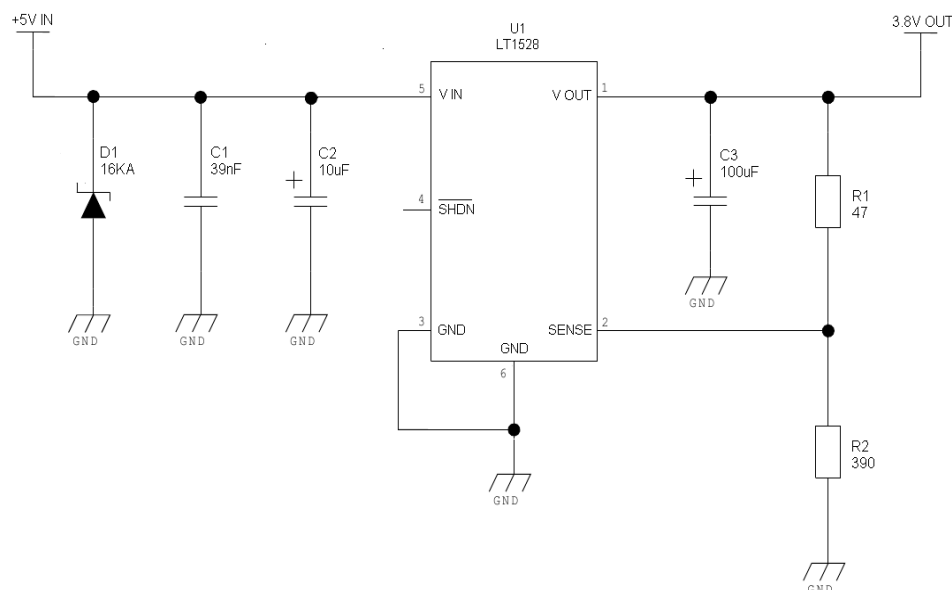 +5V IN
3.8V OUT
U1
LT1528
5
V IN
V OUT
1
D1
16KA
C1
39nF
C2
10uF
+
C3
100uF
+
R1
47
4
SHDN
3
GND
SENSE
2
GND
6
GND
GND
GND
GND
GND
R2
390
GND